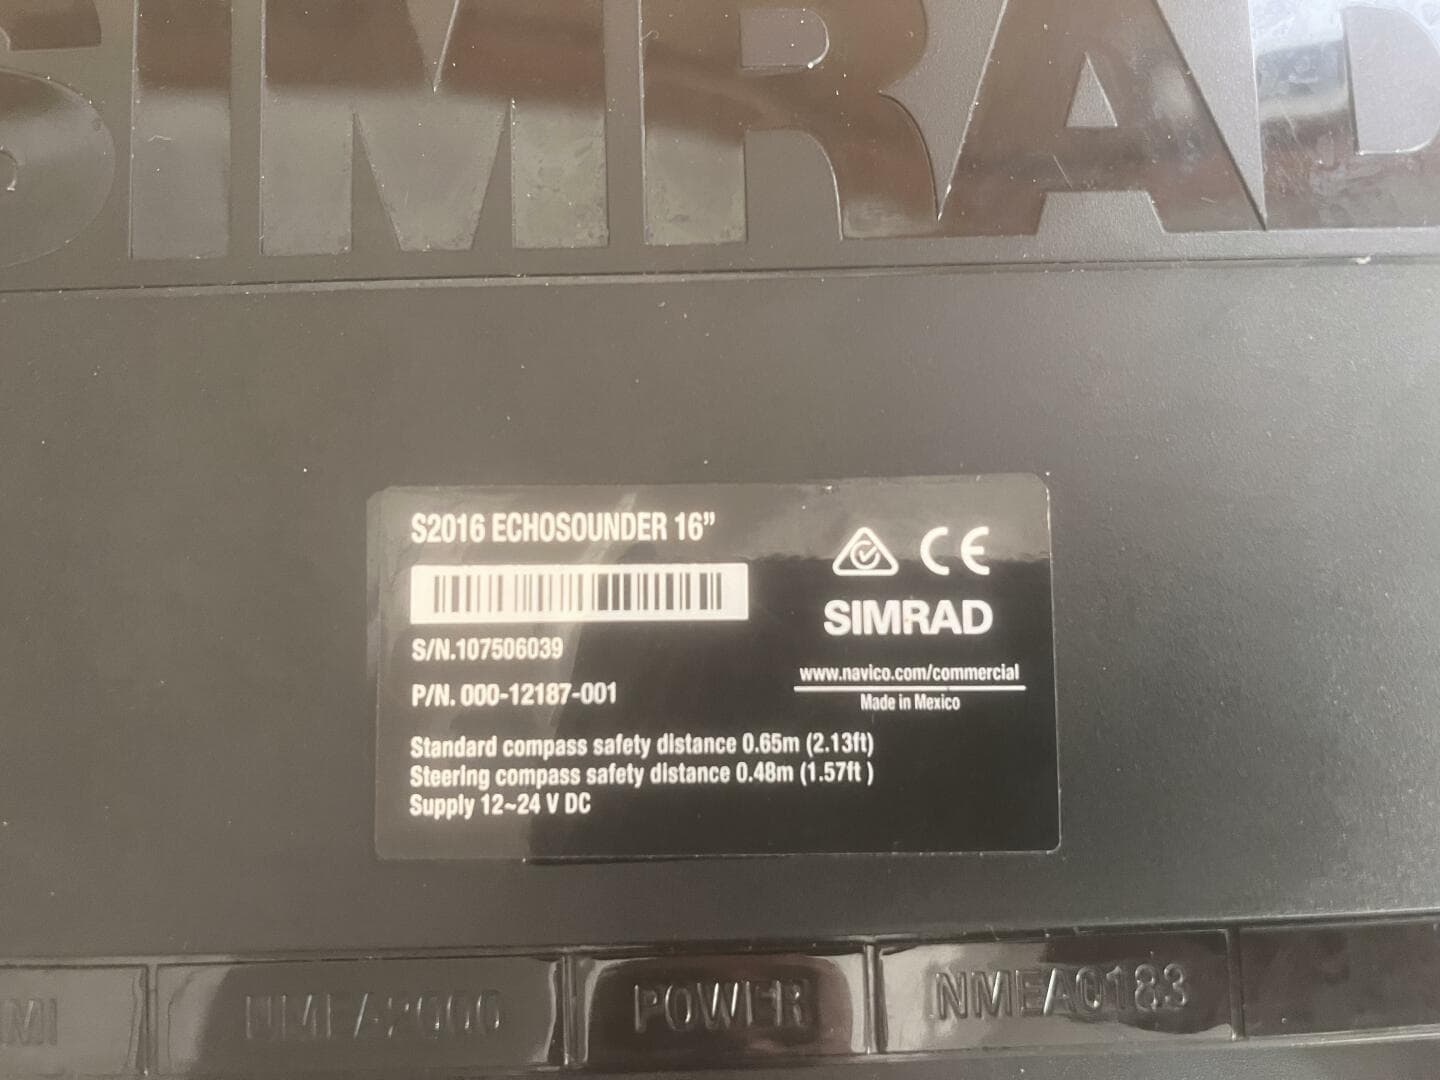 SIMRAD
S2016 ECHOSOUNDER 16”
S/N.107506039
P/N. 000-12187-001
CE
SIMRAD
www.navico.com/commercial
Made in Mexico
Standard compass safety distance 0.65m (2.13ft)
Steering compass safety distance 0.48m (1.57ft )
Supply 12~24 V DC
MI
NMEA2000
POWER
NMEA0183